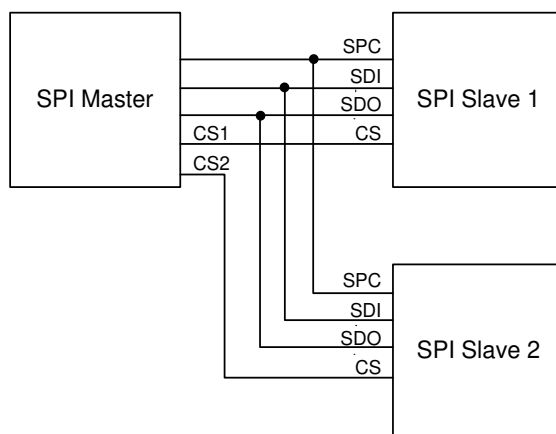 SPI Master
CS1
CS2
SPC
SDI
SDO
CS
SPI Slave 1
SPC
SDI
SDO
CS
SPI Slave 2